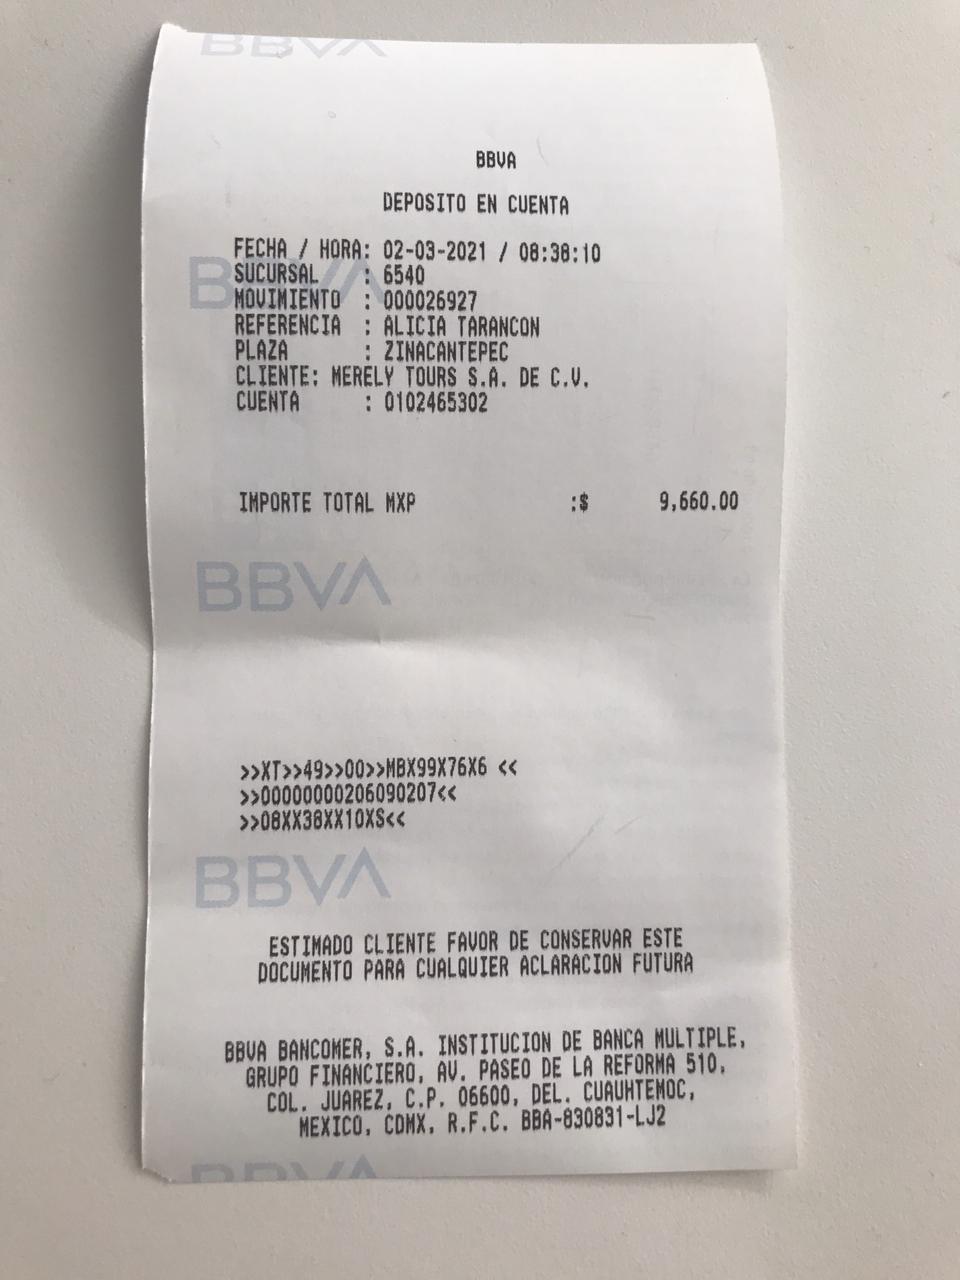 BBVA
BBVA
DEPOSITO EN CUENTA
FECHA / HORA: 02-03-2021 / 08:38:10
BBVA
SUCURSAL : 6540
MOVIMIENTO : 000026927
REFERENCIA : ALICIA TARANCON
PLAZA : ZINACANTEPEC
CLIENTE: MERELY TOURS S.A. DE C.V.
CUENTA : 0102465302
IMPORTE TOTAL MXP :$ 9,660.00
BBVA
>>XT>>49>>00>>MBX99X76X6 <<
>>00000000206090207<<
>>08XX38XX10XS<<
BBVA
ESTIMADO CLIENTE FAVOR DE CONSERVAR ESTE
DOCUMENTO PARA CUALQUIER ACLARACION FUTURA
BBVA BANCOMER, S.A. INSTITUCION DE BANCA MULTIPLE,
GRUPO FINANCIERO, AV. PASEO DE LA REFORMA 510,
COL. JUAREZ, C.P. 06600, DEL. CUAUHTEMOC,
MEXICO, CDMX, R.F.C. BBA-830831-LJ2
BBVA